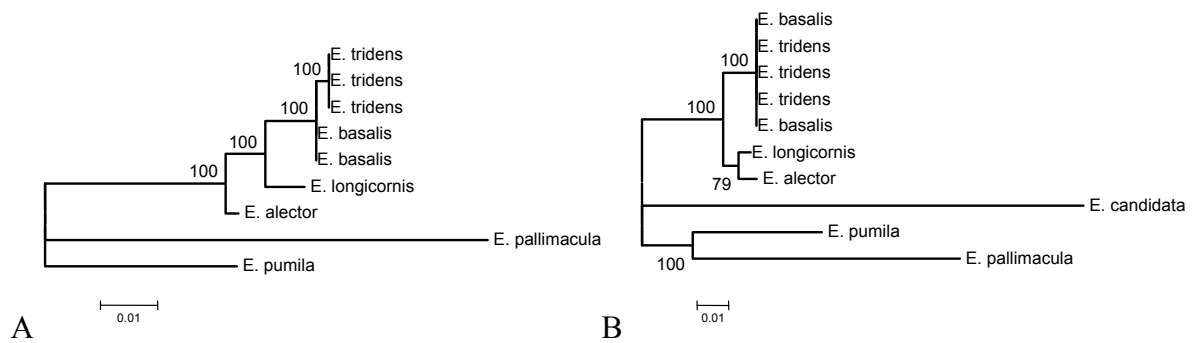 E. tridens
100
E. tridens
E. tridens
100
E. basalis
100
E. basalis
100
E. longicornis
E. alector
E. pallimacula
E. pumila
0.01
A
E. basalis
E. tridens
100
E. tridens
E. tridens
100
E. basalis
E. longicornis
79
E. alector
E. candidata
E. pumila
100
E. pallimacula
0.01
B